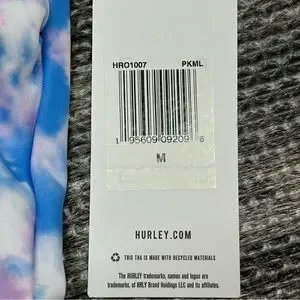 HRO1007 PKML
1 95609 09209 6
M
HURLEY.COM
THIS TAG IS MADE WITH RECYCLED MATERIALS
The HURLEY trademarks, names and logos are
trademarks, of HRLY Brand Holdings LLC and its affiliates.